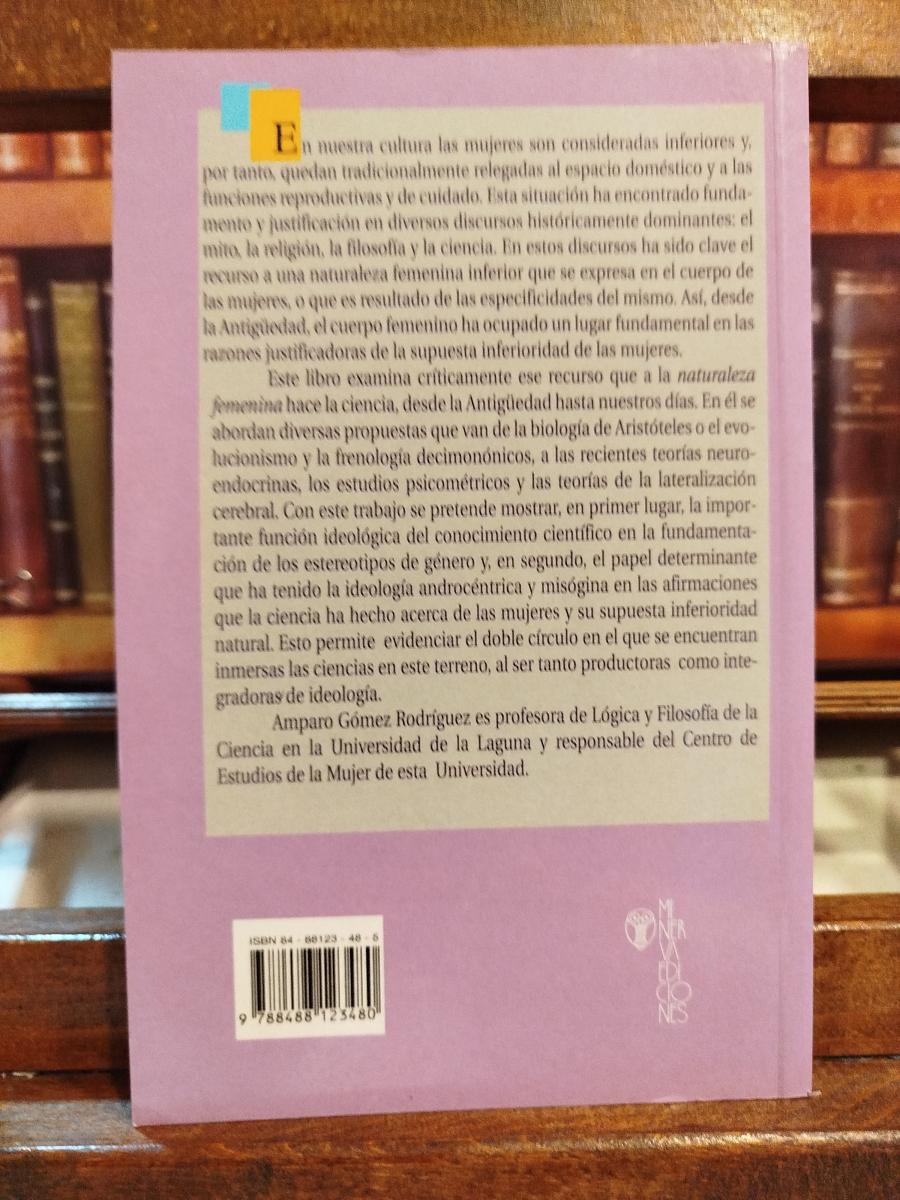 En nuestra cultura las mujeres son consideradas inferiores y,
por tanto, quedan tradicionalmente relegadas al espacio doméstico y a las
funciones reproductivas y de cuidado. Esta situación ha encontrado funda-
mento y justificación en diversos discursos históricamente dominantes: el
mito, la religión, la filosofía y la ciencia. En estos discursos ha sido clave el
recurso a una naturaleza femenina inferior que se expresa en el cuerpo de
las mujeres, o que es resultado de las especificidades del mismo. Así, desde
la Antigüedad, el cuerpo femenino ha ocupado un lugar fundamental en las
razones justificadoras de la supuesta inferioridad de las mujeres.
Este libro examina críticamente ese recurso que a la naturaleza
femenina hace la ciencia, desde la Antigüedad hasta nuestros días. En él se
abordan diversas propuestas que van de la biología de Aristóteles o el evo-
lucionismo y la frenología decimonónicos, a las recientes teorías neuro-
endocrinas, los estudios psicométricos y las teorías de la lateralización
cerebral. Con este trabajo se pretende mostrar, en primer lugar, la impor-
tante función ideológica del conocimiento científico en la fundamenta-
ción de los estereotipos de género y, en segundo, el papel determinante
que ha tenido la ideología androcéntrica y misógina en las afirmaciones
que la ciencia ha hecho acerca de las mujeres y su supuesta inferioridad
natural. Esto permite evidenciar el doble círculo en el que se encuentran
inmersas las ciencias en este terreno, al ser tanto productoras como inte-
gradoras de ideología.
Amparo Gómez Rodríguez es profesora de Lógica y Filosofía de la
Ciencia en la Universidad de la Laguna y responsable del Centro de
Estudios de la Mujer de esta Universidad.
ISBN 84-88123-48-6
9 788488 123480
MI
NER
VA
EDI
CIO
NES